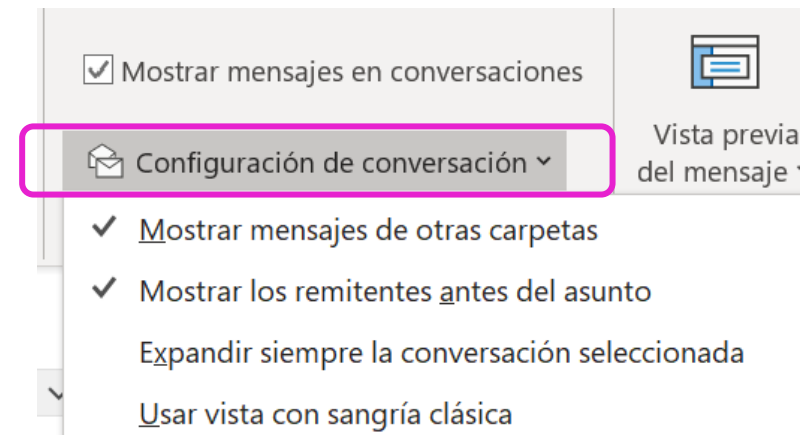 Mostrar mensajes en conversaciones
Configuración de conversación
Vista previa
del mensaje
Mostrar mensajes de otras carpetas
Mostrar los remitentes antes del asunto
Expandir siempre la conversación seleccionada
Usar vista con sangría clásica